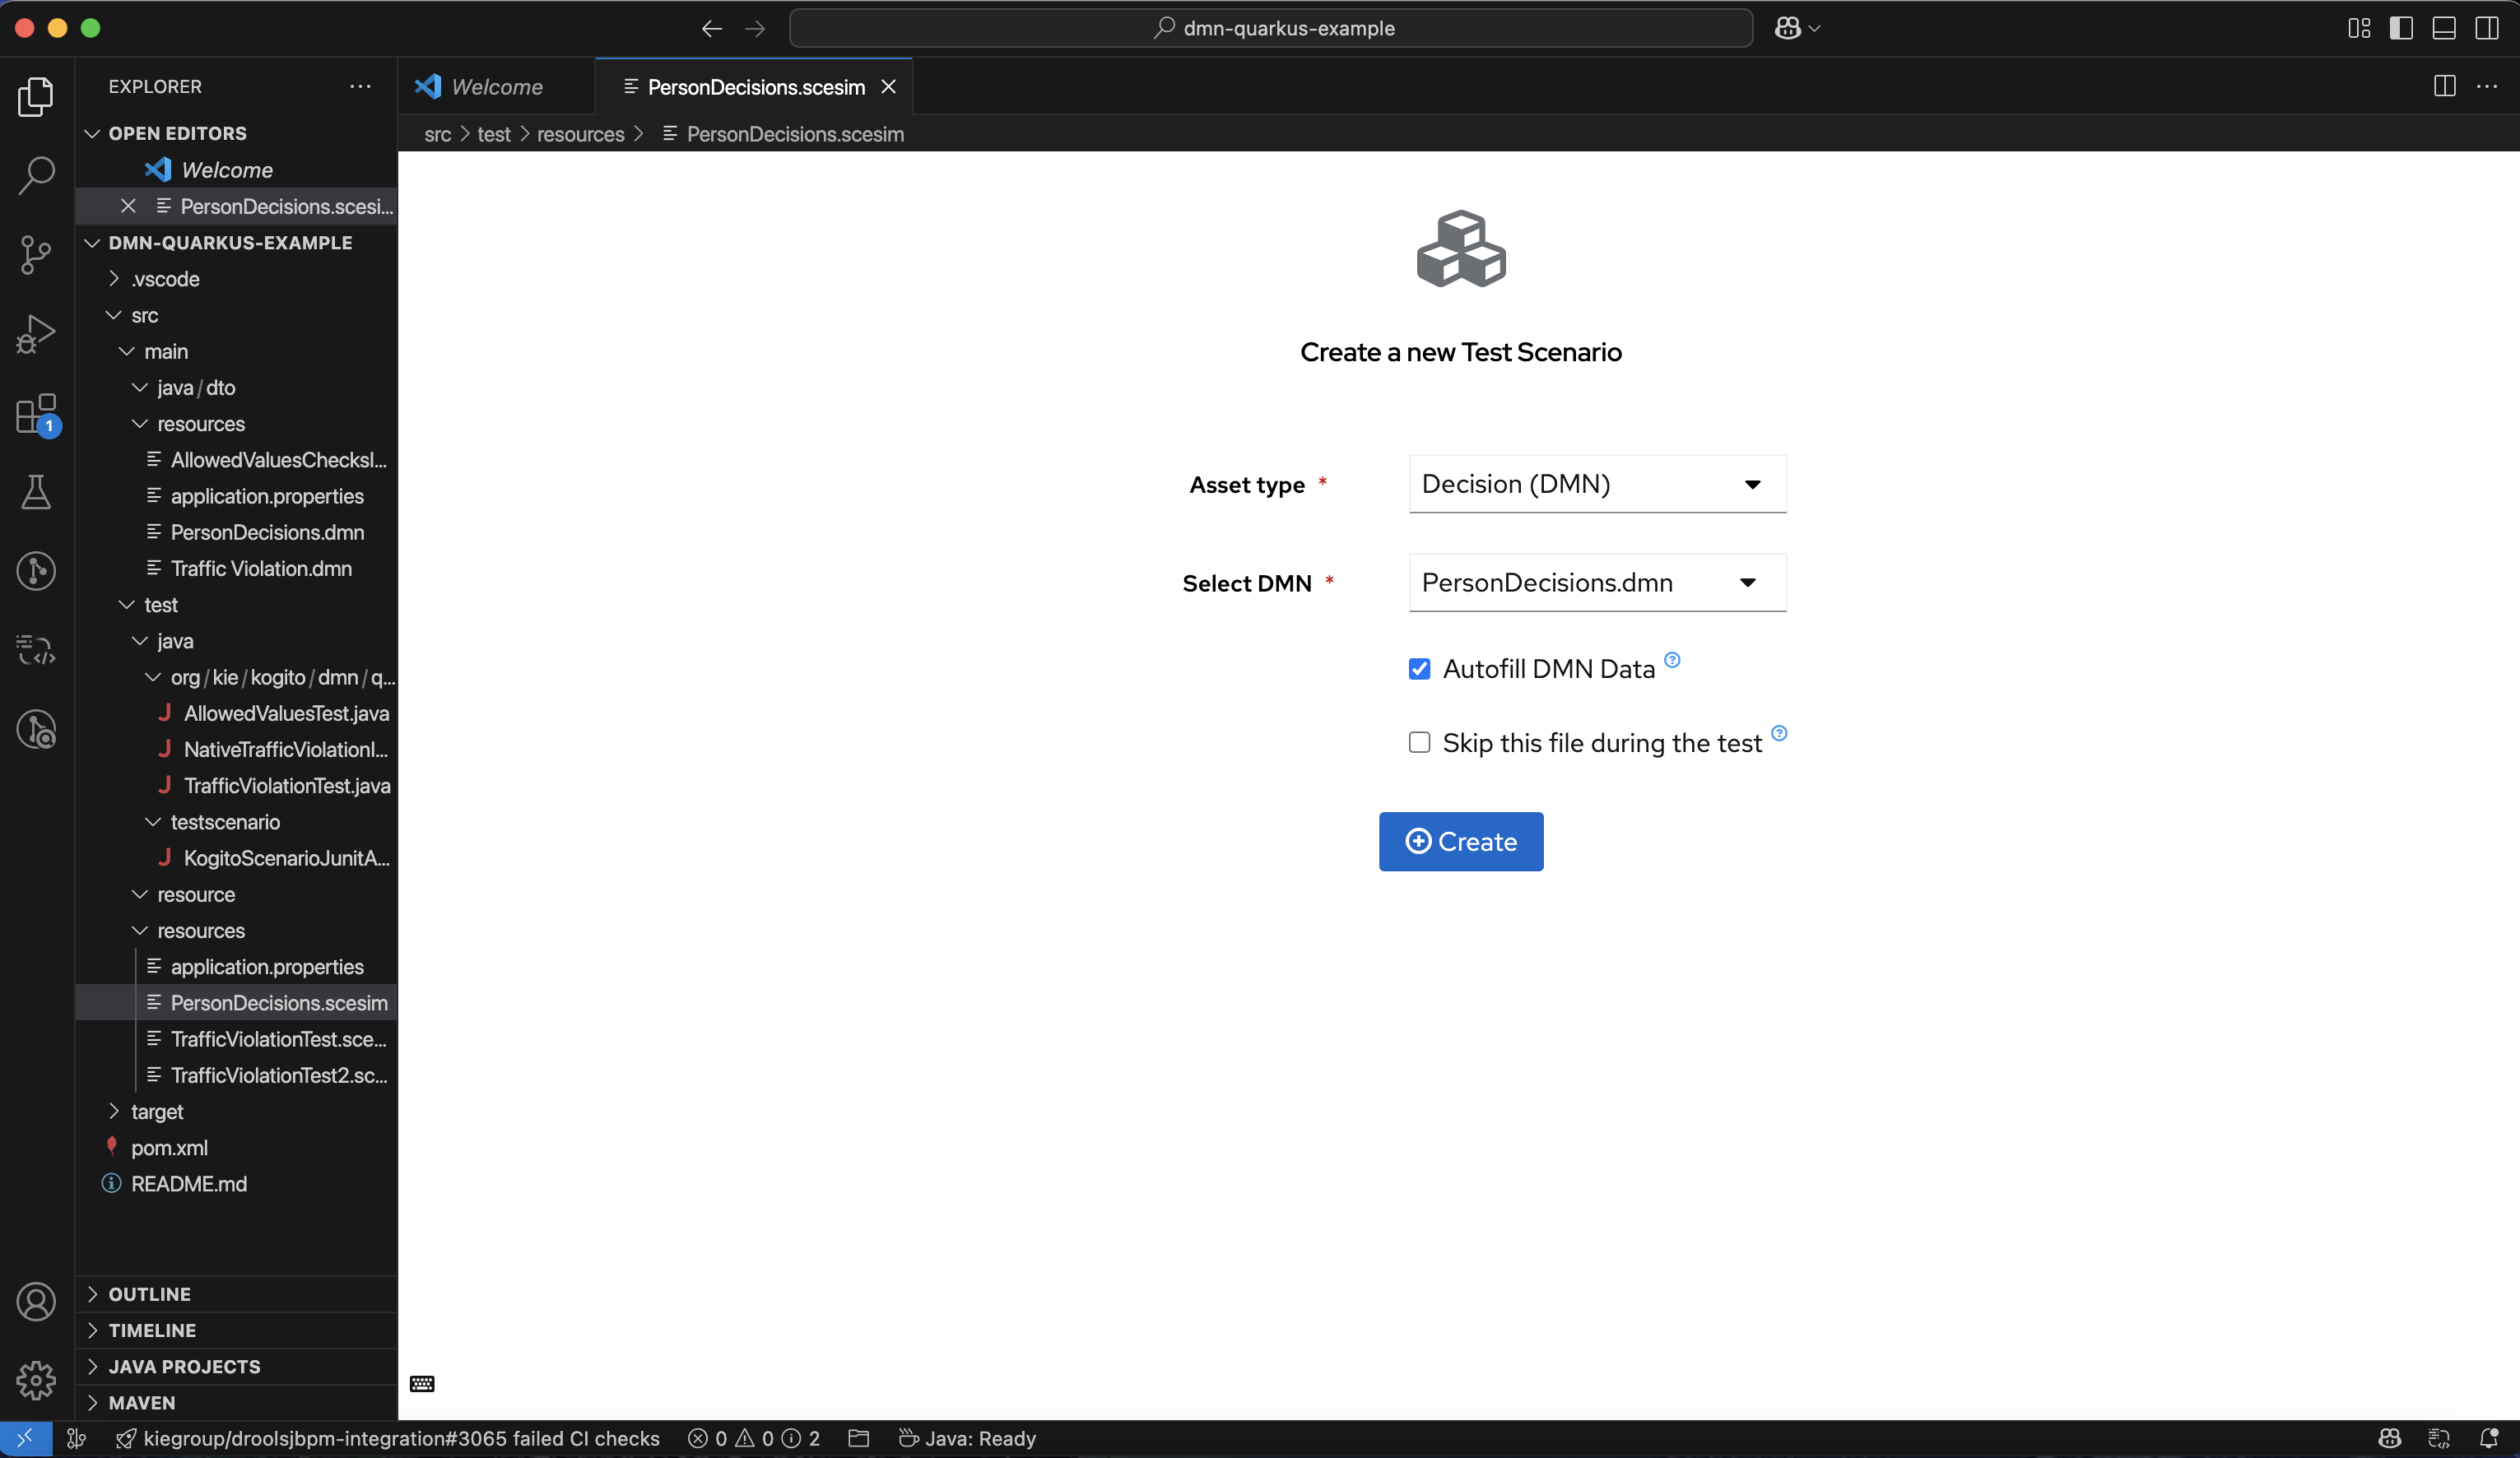 dmn-quarkus-example
EXPLORER
OPEN EDITORS
Welcome
PersonDecisions.scesi...
DMN-QUARKUS-EXAMPLE
.vscode
src
main
java/dto
resources
AllowedValuesChecksI...
application.properties
PersonDecisions.dmn
Traffic Violation.dmn
test
java
org/kie/kogito/dmn/q...
J AllowedValuesTest.java
J NativeTrafficViolationI...
J TrafficViolationTest.java
testscenario
J KogitoScenarioJunitA...
resource
resources
application.properties
PersonDecisions.scesim
TrafficViolationTest.sce...
TrafficViolationTest2.sc...
target
pom.xml
README.md
OUTLINE
TIMELINE
JAVA PROJECTS
MAVEN
1
Welcome
PersonDecisions.scesim
src > test > resources > PersonDecisions.scesim
Create a new Test Scenario
Asset type *
Decision (DMN)
Select DMN *
PersonDecisions.dmn
Autofill DMN Data
Skip this file during the test
Create
kiegroup/droolsjbpm-integration#3065 failed CI checks 0 0 2 Java: Ready